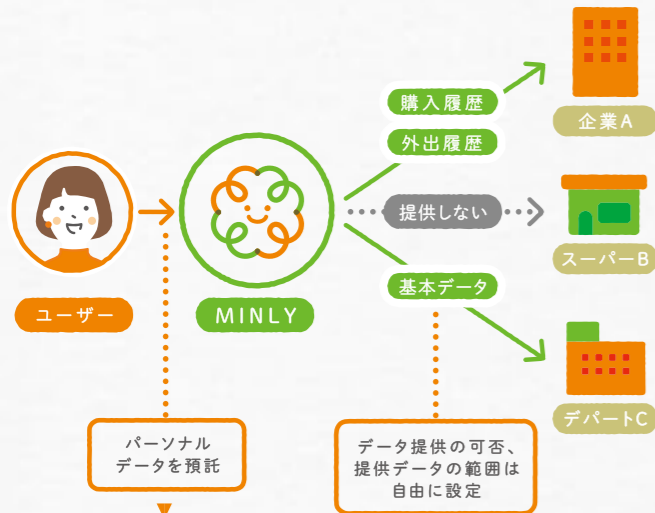 購入履歴
外出履歴
企業A
提供しない
スーパーB
基本データ
ユーザー
MINLY
デパートC
パーソナル
データを預託
データ提供の可否、
提供データの範囲は
自由に設定